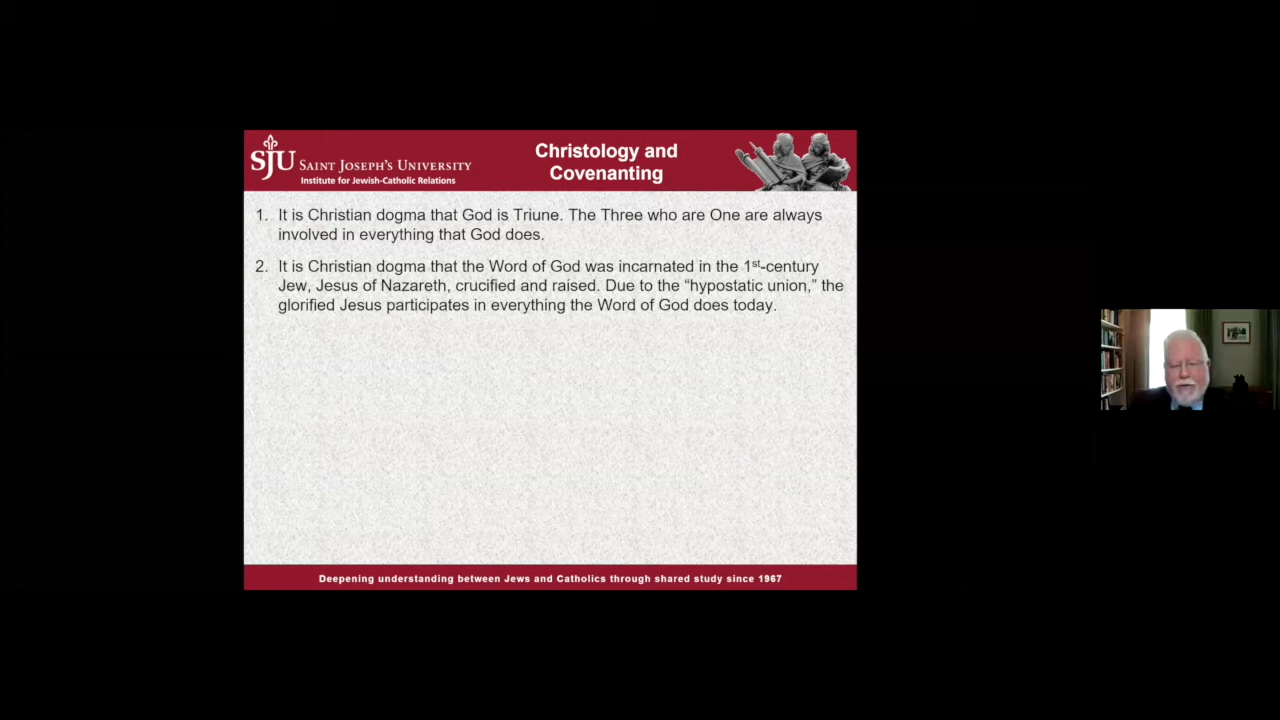 SJU SAINT JOSEPH'S UNIVERSITY
Institute for Jewish-Catholic Relations
Christology and
Covenanting
1. It is Christian dogma that God is Triune. The Three who are One are always
involved in everything that God does.
2. It is Christian dogma that the Word of God was incarnated in the 1st-century
Jew, Jesus of Nazareth, crucified and raised. Due to the “hypostatic union,” the
glorified Jesus participates in everything the Word of God does today.
Deepening understanding between Jews and Catholics through shared study since 1967